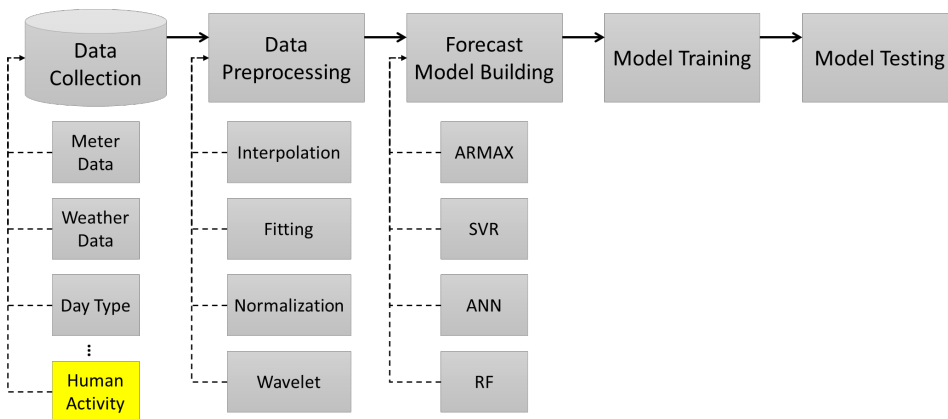 Data
Collection
Data
Preprocessing
Forecast
Model Building
Model Training
Model Testing
Meter
Data
Weather
Data
Day Type
⋮
Human
Activity
Interpolation
Fitting
Normalization
Wavelet
ARMAX
SVR
ANN
RF